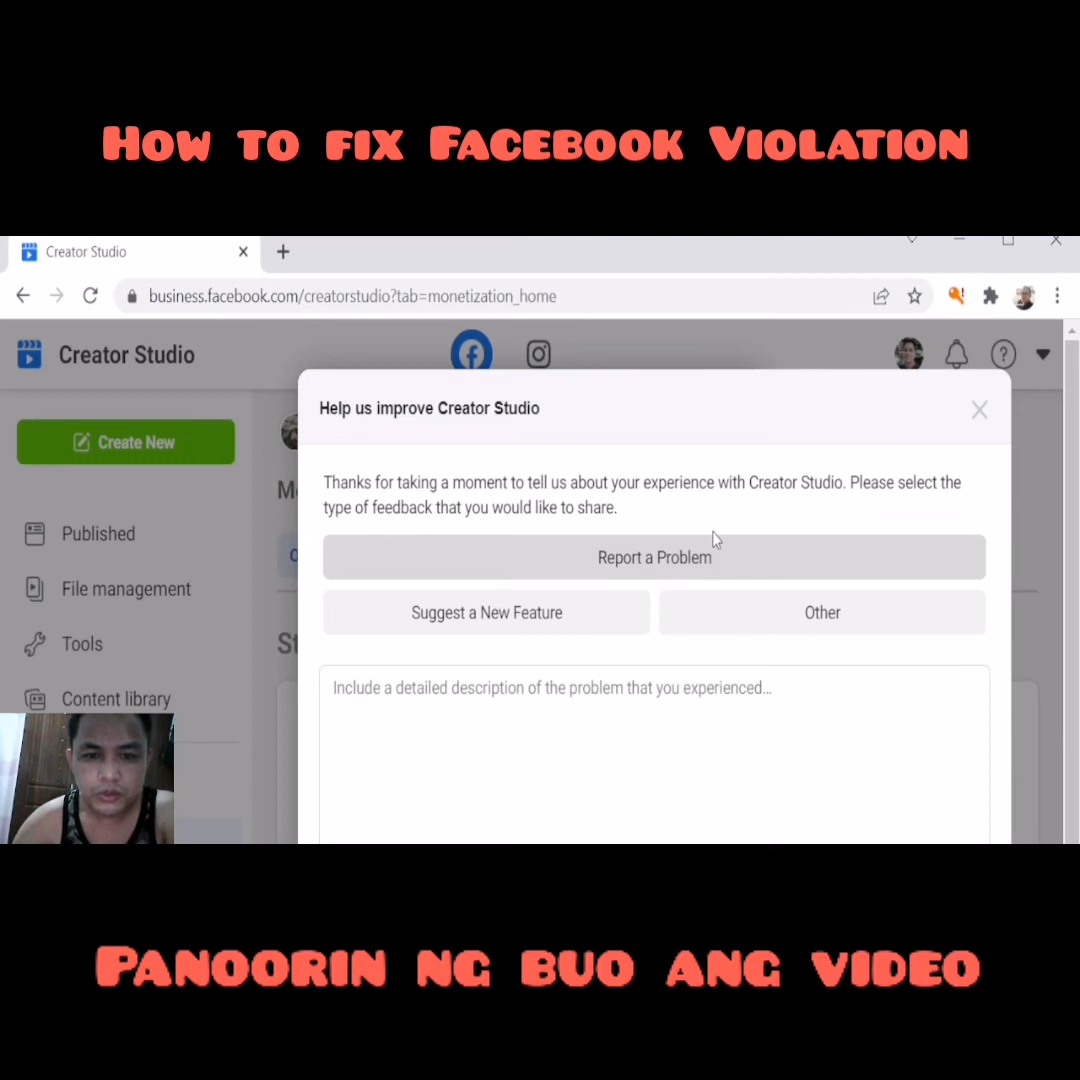 How to fix Facebook Violation
Creator Studio
business.facebook.com/creatorstudio?tab=monetization_home
Creator Studio
Help us improve Creator Studio
Create New
Thanks for taking a moment to tell us about your experience with Creator Studio. Please select the
type of feedback that you would like to share.
Published
Report a Problem
File management
Suggest a New Feature
Other
Tools
Include a detailed description of the problem that you experienced...
Content library
Panoorin ng buo ang video